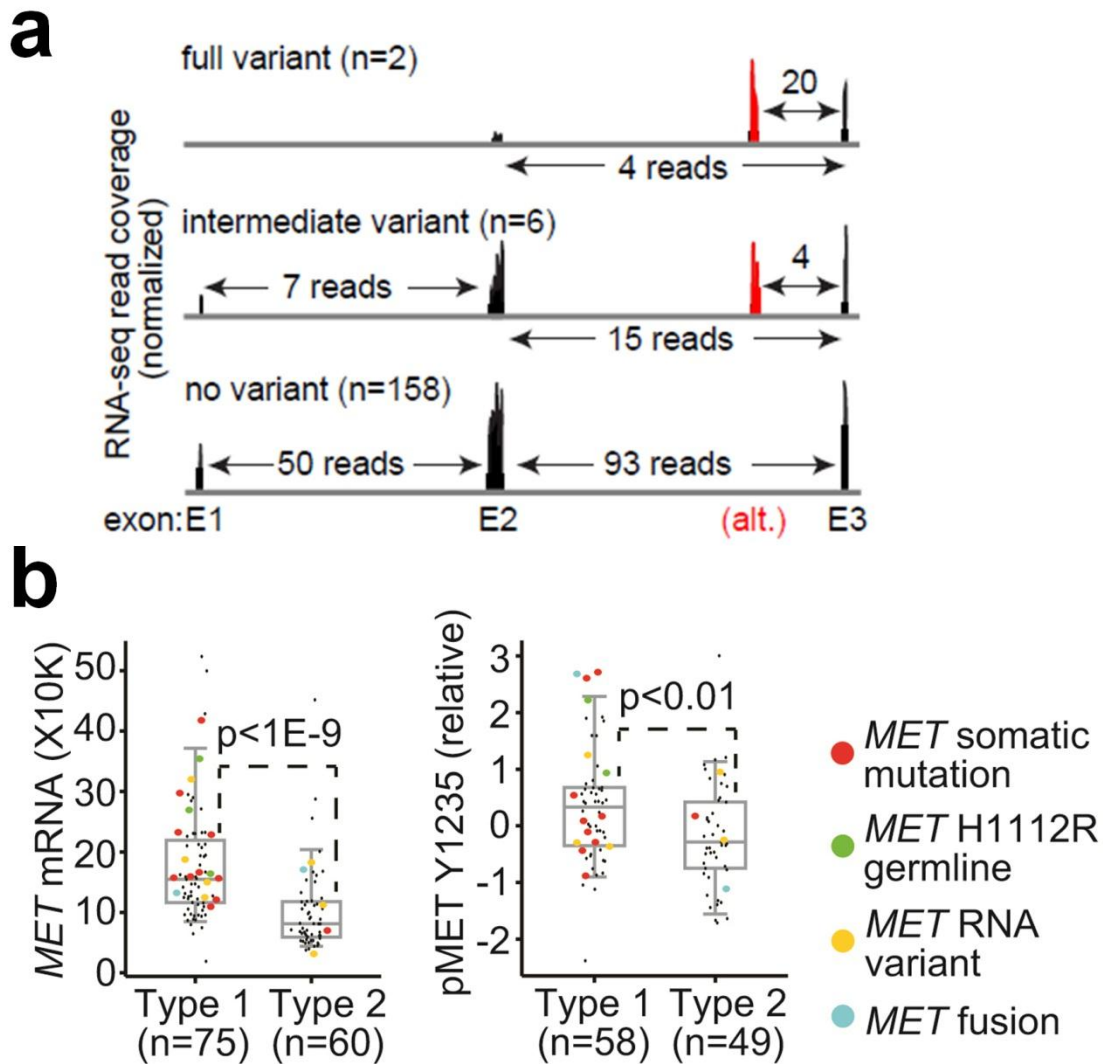 a
full variant (n=2)
20
4 reads
intermediate variant (n=6)
7 reads
4
15 reads
no variant (n=158)
50 reads
93 reads
RNA-seq read coverage
(normalized)
exon:E1 E2 (alt.) E3
b
MET mRNA (X10K)
50
40
30
20
10
0
p<1E-9
Type 1 Type 2
(n=75) (n=60)
pMET Y1235 (relative)
3
2
1
0
-1
-2
p<0.01
Type 1 Type 2
(n=58) (n=49)
MET somatic
mutation
MET H1112R
germline
MET RNA
variant
MET fusion